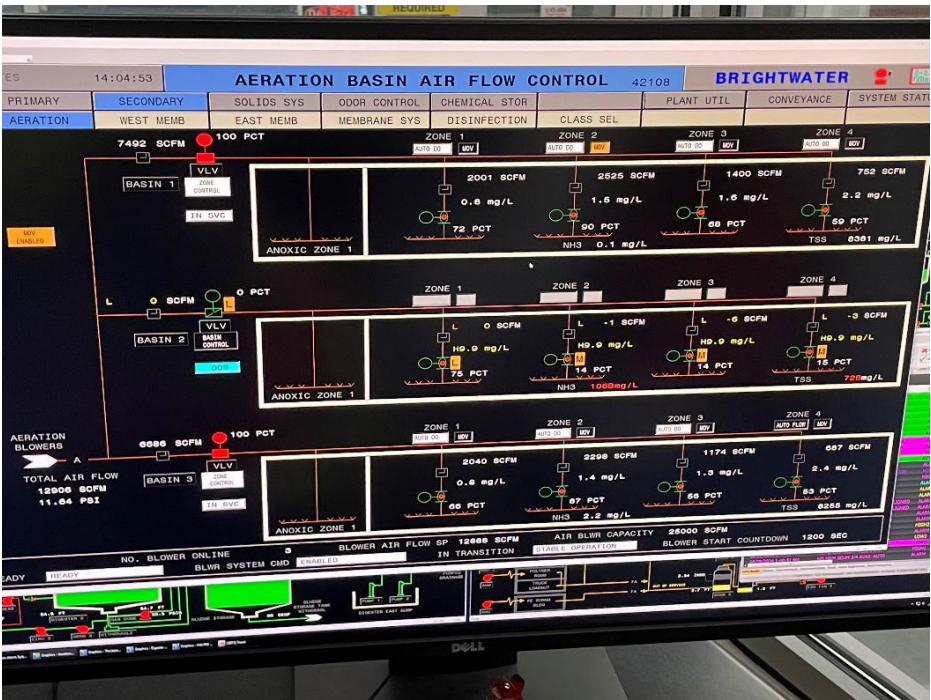 REQUIRED
14:04:53 AERATION BASIN AIR FLOW CONTROL 42108 BRIGHTWATER
PRIMARY SECONDARY SOLIDS SYS ODOR CONTROL CHEMICAL STOR PLANT UTIL CONVEYANCE SYSTEM STATU
AERATION WEST MEMB EAST MEMB MEMBRANE SYS DISINFECTION CLASS SEL
7492 SCFM 100 PCT ZONE 1 ZONE 2 ZONE 3 ZONE 4
AUTO DO MOV AUTO DO MOV AUTO DO MOV AUTO DO MOV
VLV
BASIN 1 ZONE CONTROL
IN SVC
2001 SCFM 2525 SCFM 1400 SCFM 752 SCFM
0.8 mg/L 1.5 mg/L 1.6 mg/L 2.2 mg/L
72 PCT 90 PCT 68 PCT 59 PCT
MOV ENABLED
ANOXIC ZONE 1 NH3 0.1 mg/L TSS 8381 mg/L
ZONE 1 ZONE 2 ZONE 3 ZONE 4
L 0 SCFM 0 PCT L
VLV
BASIN 2 BASIN CONTROL
OOS
L 0 SCFM L -1 SCFM L -6 SCFM L -3 SCFM
H9.9 mg/L H9.9 mg/L H9.9 mg/L H9.9 mg/L
L M M M
75 PCT 14 PCT 14 PCT 15 PCT
ANOXIC ZONE 1 NH3 1060mg/L TSS 728mg/L
ZONE 1 ZONE 2 ZONE 3 ZONE 4
AUTO DO MOV AUTO DO MOV AUTO DO MOV AUTO FLOW MOV
AERATION BLOWERS A
6686 SCFM 100 PCT
VLV
TOTAL AIR FLOW
12906 SCFM
11.64 PSI
BASIN 3 ZONE CONTROL
IN SVC
2040 SCFM 2298 SCFM 1174 SCFM 687 SCFM
0.8 mg/L 1.4 mg/L 1.3 mg/L 2.4 mg/L
66 PCT 87 PCT 56 PCT 53 PCT
ANOXIC ZONE 1 NH3 2.2 mg/L TSS 8255 mg/L
NO. BLOWER ONLINE 3 BLOWER AIR FLOW SP 12888 SCFM AIR BLWR CAPACITY 25000 SCFM
READY BLWR SYSTEM CMD ENABLED IN TRANSITION STABLE OPERATION BLOWER START COUNTDOWN 1200 SEC
DIGESTER EAST PUMP
OUT OF SERVICE
DELL